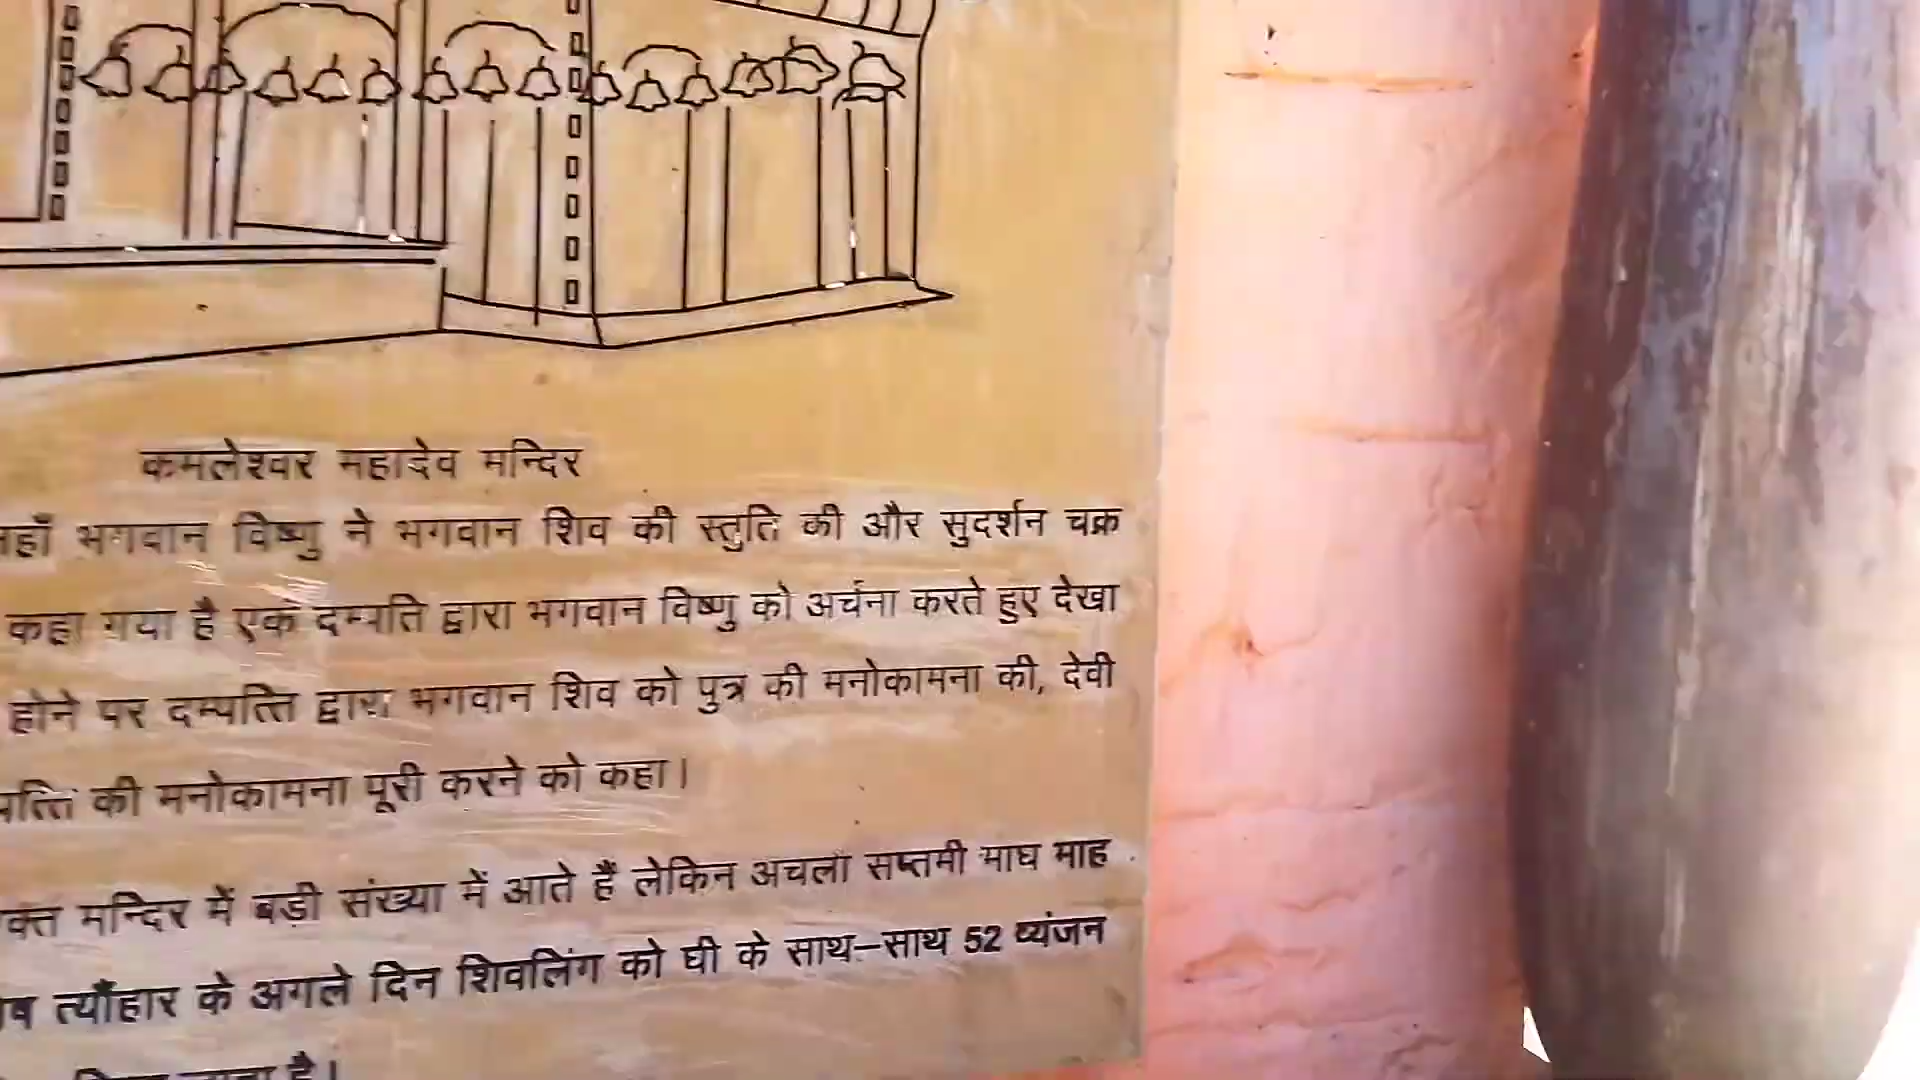 कमलेश्वर महादेव मन्दिर
भगवान विष्णु ने भगवान शिव की स्तुति की और सुदर्शन चक्र
कहा गया है एक दम्पति द्वारा भगवान विष्णु को अर्चना करते हुए देखा
होने पर दम्पत्ति द्वारा भगवान शिव को पुत्र की मनोकामना की, देवी
की मनोकामना पूरी करने को कहा।
मन्दिर में बड़ी संख्या में आते हैं लेकिन अचला सप्तमी माघ माह
त्यौंहार के अगले दिन शिवलिंग को घी के साथ-साथ 52 व्यंजन
है।